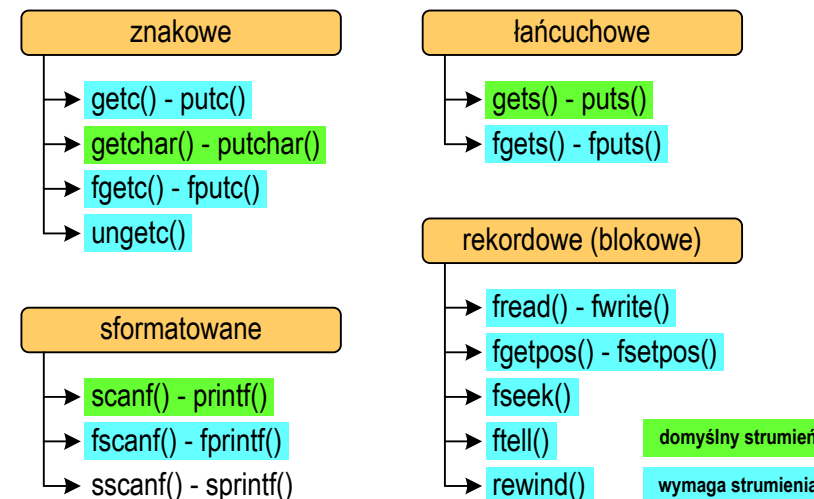 znakowe
getc() - putc()
getchar() - putchar()
fgetc() - fputc()
ungetc()
łańcuchowe
gets() - puts()
fgets() - fputs()
sformatowane
scanf() - printf()
fscanf() - fprintf()
sscanf() - sprintf()
rekordowe (blokowe)
fread() - fwrite()
fgetpos() - fsetpos()
fseek()
ftell()
rewind()
domyślny strumień
wymaga strumienia